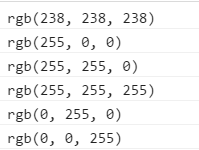 rgb(238, 238, 238)
rgb(255, 0, 0)
rgb(255, 255, 0)
rgb(255, 255, 255)
rgb(0, 255, 0)
rgb(0, 0, 255)